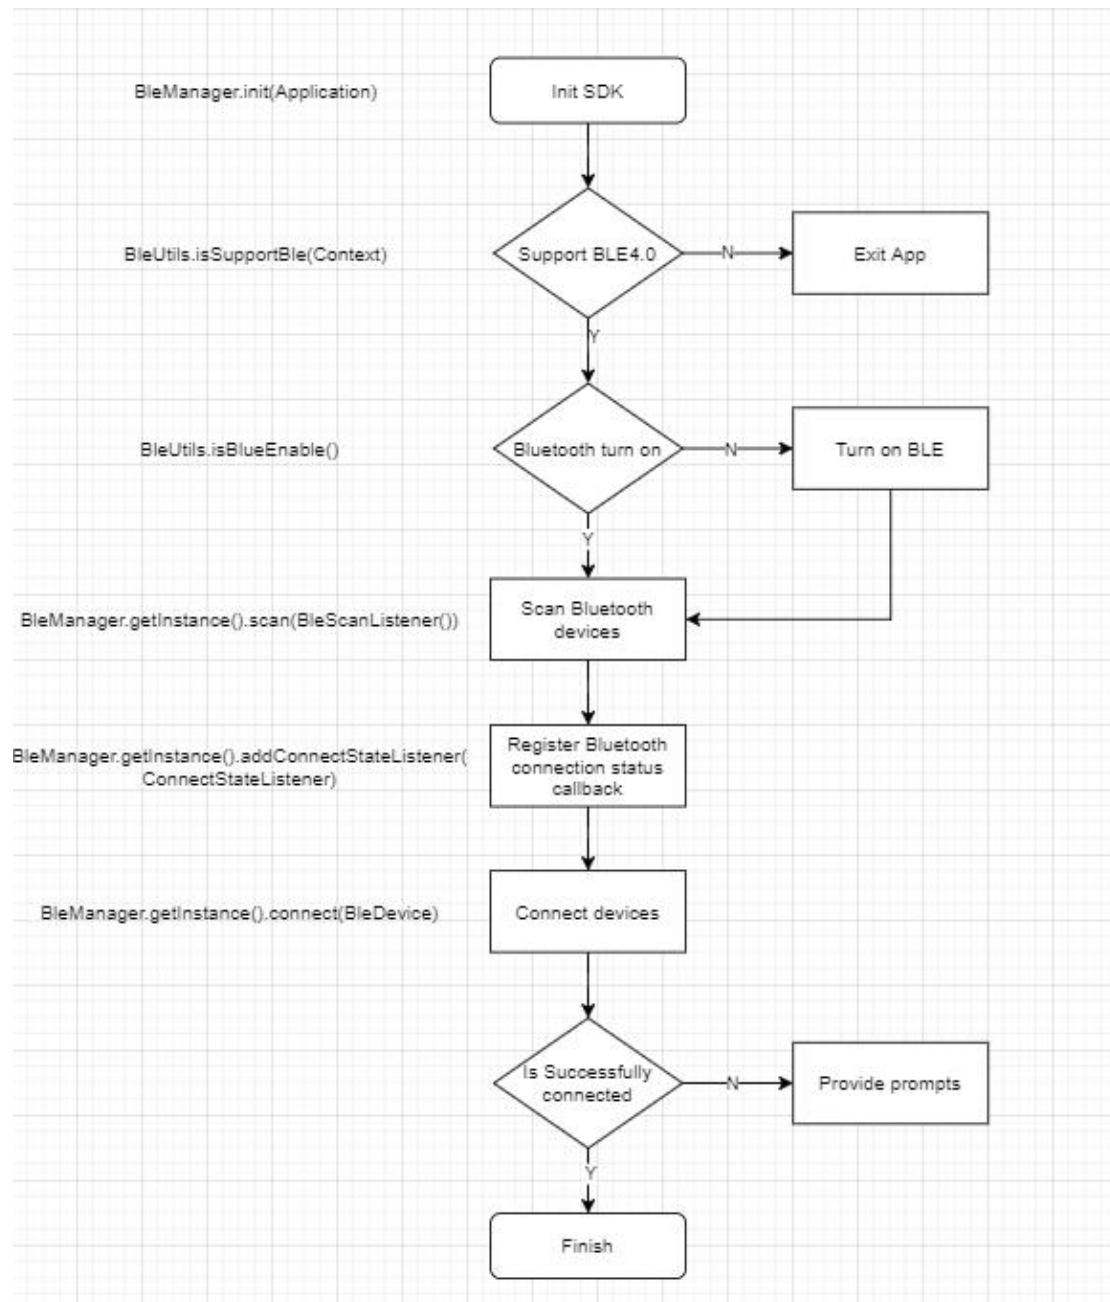 BleManager.init(Application)
Init SDK
BleUtils.isSupportBle(Context)
Support BLE4.0
N
Exit App
Y
BleUtils.isBlueEnable()
Bluetooth turn on
N
Turn on BLE
Y
BleManager.getInstance().scan(BleScanListener())
Scan Bluetooth
devices
BleManager.getInstance().addConnectStateListener(
ConnectStateListener)
Register Bluetooth
connection status
callback
BleManager.getInstance().connect(BleDevice)
Connect devices
Is Successfully
connected
N
Provide prompts
Y
Finish